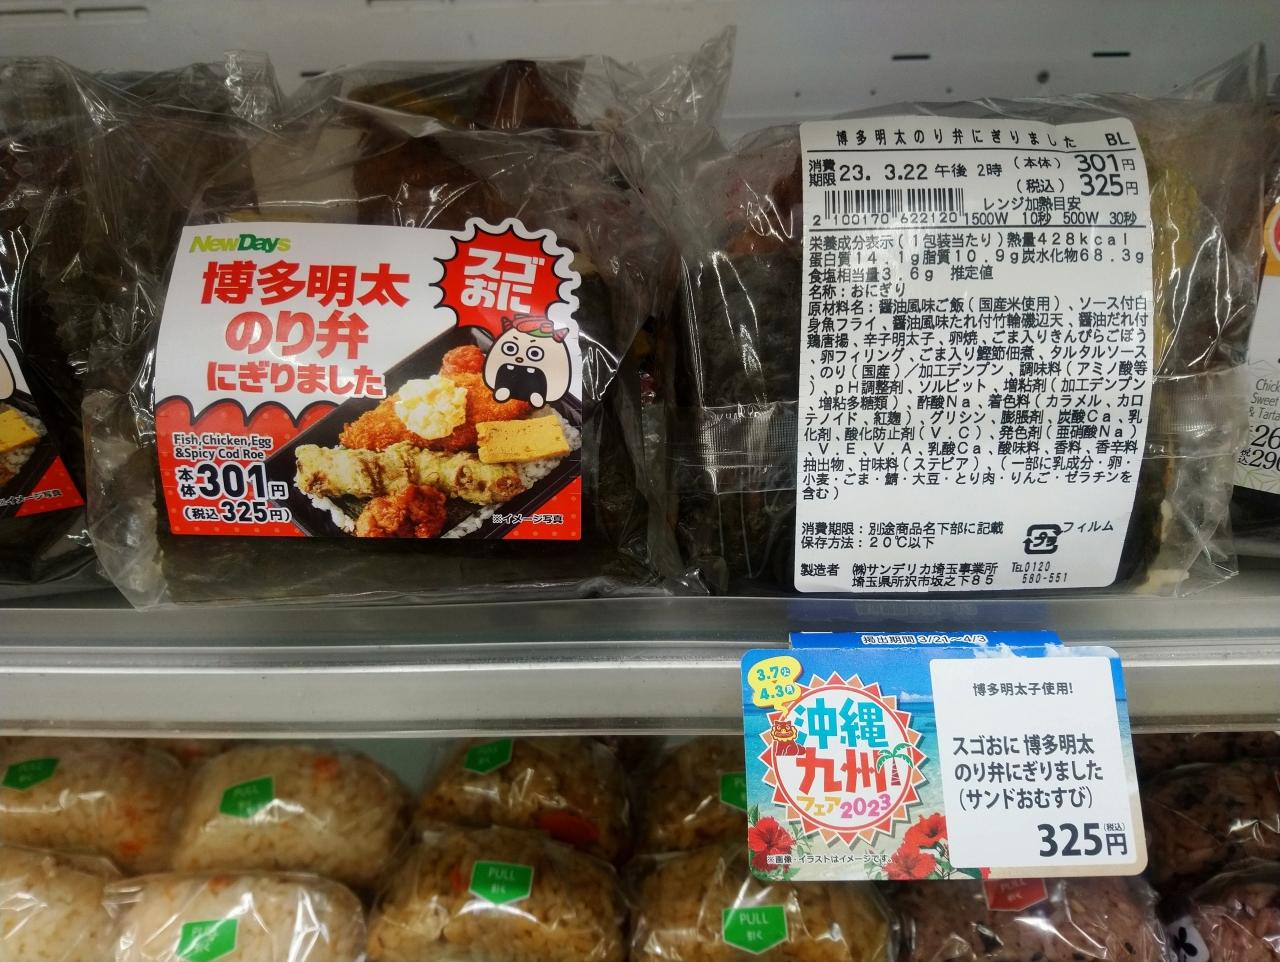 NewDays
スゴ
おに
博多明太
のり弁
にぎりました
Fish,Chicken,Egg
&Spicy Cod Roe
本体301円
(税込325円)
※イメージ写真
イメージ写真
博多明太のり弁にぎりました BL
消費期限 23. 3.22 午後 2時 (本体) 301円
(税込) 325円
レンジ加熱目安
2 100170 622120 1500W 10秒 500W 30秒
栄養成分表示(1包装当たり)熱量428kcal
蛋白質14.1g脂質10.9g炭水化物68.3g
食塩相当量3.6g 推定値
名称:おにぎり
原材料名:醤油風味ご飯(国産米使用)、ソース付白
身魚フライ、醤油風味たれ付竹輪磯辺天、醤油だれ付
鶏唐揚、辛子明太子、卵焼、ごま入りきんぴらごぼう
、卵フィリング、ごま入り鰹節佃煮、タルタルソース
、のり(国産)/加工デンプン、調味料(アミノ酸等
)、pH調整剤、ソルビット、増粘剤(加工デンプン
、増粘多糖類)、酢酸Na、着色料(カラメル、カロ
テノイド、紅麹)、グリシン、膨脹剤、炭酸Ca、乳
化剤、酸化防止剤(V.C)、発色剤(亜硝酸Na)、
V.E、V.A、乳酸Ca、酸味料、香料、香辛料
抽出物、甘味料(ステビア)、(一部に乳成分・卵・
小麦・ごま・鯖・大豆・とり肉・りんご・ゼラチンを
含む)
消費期限:別途商品名下部に記載
保存方法:20℃以下
プラ フィルム
製造者 ㈱サンデリカ埼玉事業所 TEL0120
埼玉県所沢市坂之下85 580-551
Chic
Sweet
& Tarta
26
290
掲出期間 3/21~4/3
3.7火
4.3月
沖縄
九州
フェア2023
※画像・イラストはイメージです。
博多明太子使用!
スゴおに 博多明太
のり弁にぎりました
(サンドおむすび)
325円(税込)
PULL
引く
PULL
引く
PULL
引く
PULL
引く